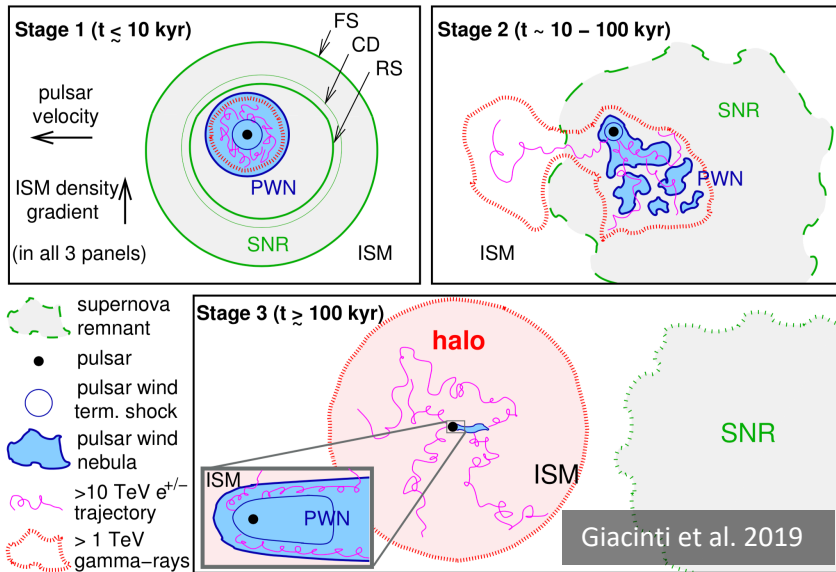 Stage 1 (t ≲ 10 kyr)
FS
CD
RS
pulsar
velocity
ISM density
gradient
(in all 3 panels)
PWN
SNR
ISM
Stage 2 (t ~ 10 − 100 kyr)
SNR
PWN
ISM
supernova
remnant
pulsar
pulsar wind
term. shock
pulsar wind
nebula
>10 TeV e+/−
trajectory
> 1 TeV
gamma−rays
Stage 3 (t ≳ 100 kyr)
halo
ISM
SNR
ISM
PWN
Giacinti et al. 2019